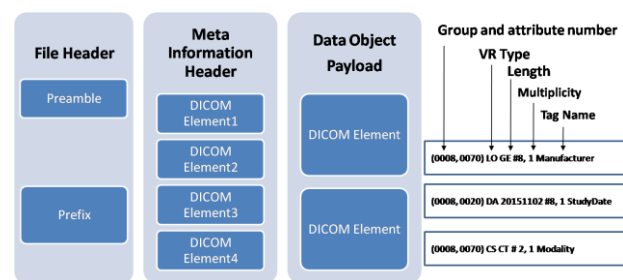 File Header
Preamble
Prefix
Meta
Information
Header
DICOM
Element1
DICOM
Element2
DICOM
Element3
DICOM
Element4
Data Object
Payload
DICOM Element
DICOM Element
Group and attribute number
VR Type
Length
Multiplicity
Tag Name
(0008,0070) LO GE #8, 1 Manufacturer
(0008,0020) DA 20151102 #8, 1 StudyDate
(0008,0070) CS CT # 2, 1 Modality